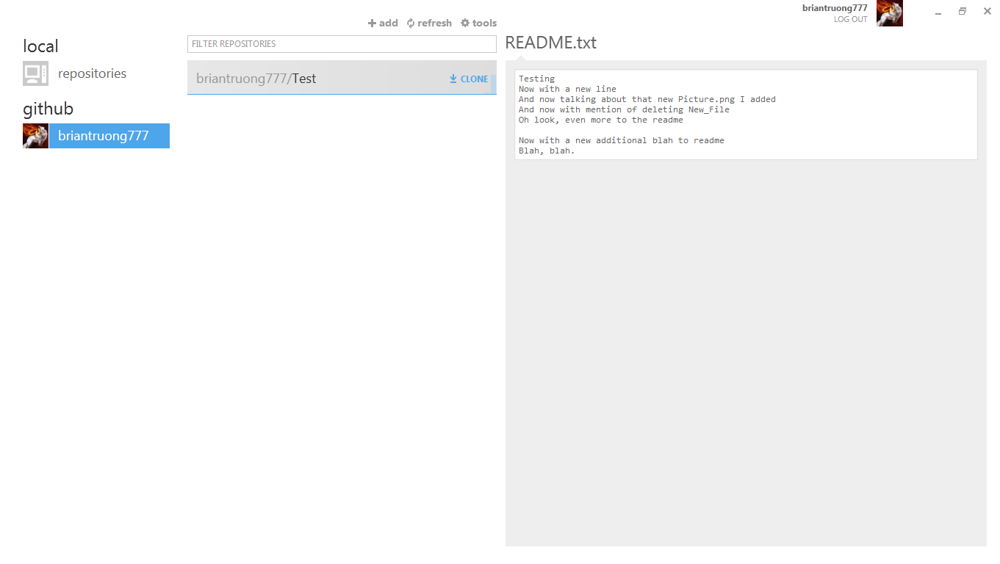 briantruong777
LOG OUT
add refresh tools
local
repositories
github
briantruong777
FILTER REPOSITORIES
briantruong777/Test CLONE
README.txt
Testing
Now with a new line
And now talking about that new Picture.png I added
And now with mention of deleting New_File
Oh look, even more to the readme
Now with a new additional blah to readme
Blah, blah.